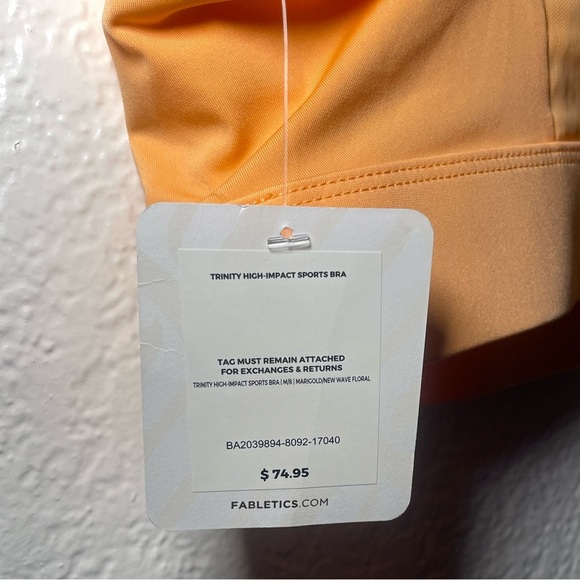 TRINITY HIGH-IMPACT SPORTS BRA
TAG MUST REMAIN ATTACHED
FOR EXCHANGES & RETURNS
TRINITY HIGH-IMPACT SPORTS BRA | M/8 | MARIGOLD/NEW WAVE FLORAL
BA2039894-8092-17040
$ 74.95
FABLETICS.COM